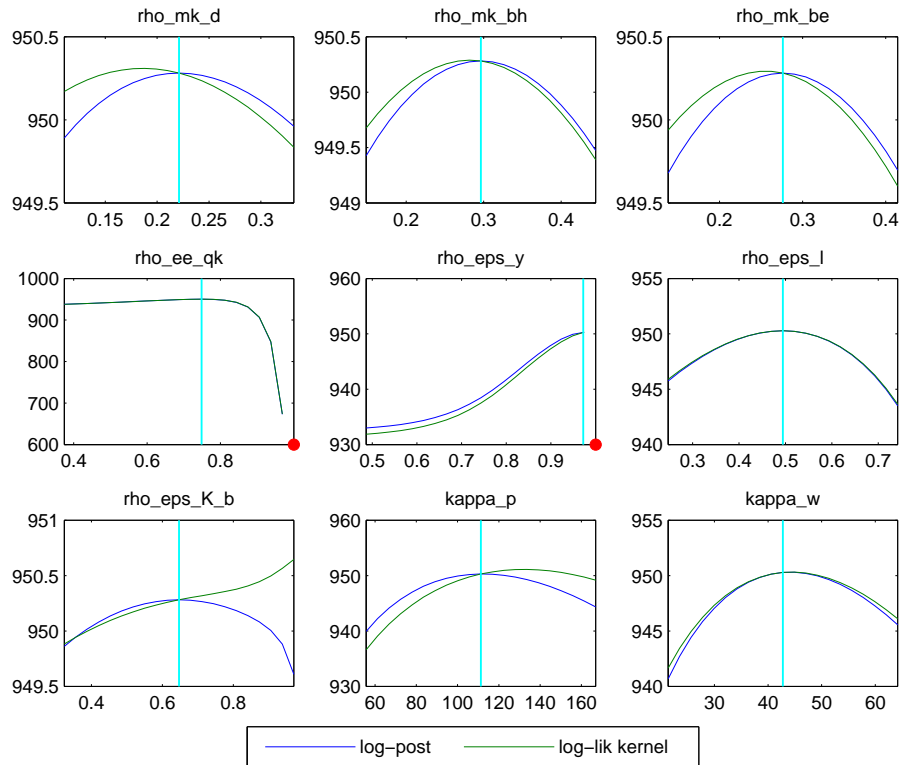 rho_mk_d rho_mk_bh rho_mk_be
950.5 950.5 950.5
950 950 950
949.5 949.5 949.5
949
0.15 0.2 0.25 0.3 0.2 0.3 0.4 0.2 0.3 0.4
rho_ee_qk rho_eps_y rho_eps_l
1000 960 955
900 950 950
800
700 940 945
600 930 940
0.4 0.6 0.8 1 0.5 0.6 0.7 0.8 0.9 0.3 0.4 0.5 0.6 0.7
rho_eps_K_b kappa_p kappa_w
951 960 955
950.5 950 950
950 940 945
949.5 930 940
0.4 0.6 0.8 60 80 100 120 140 160 30 40 50 60
log−post log−lik kernel